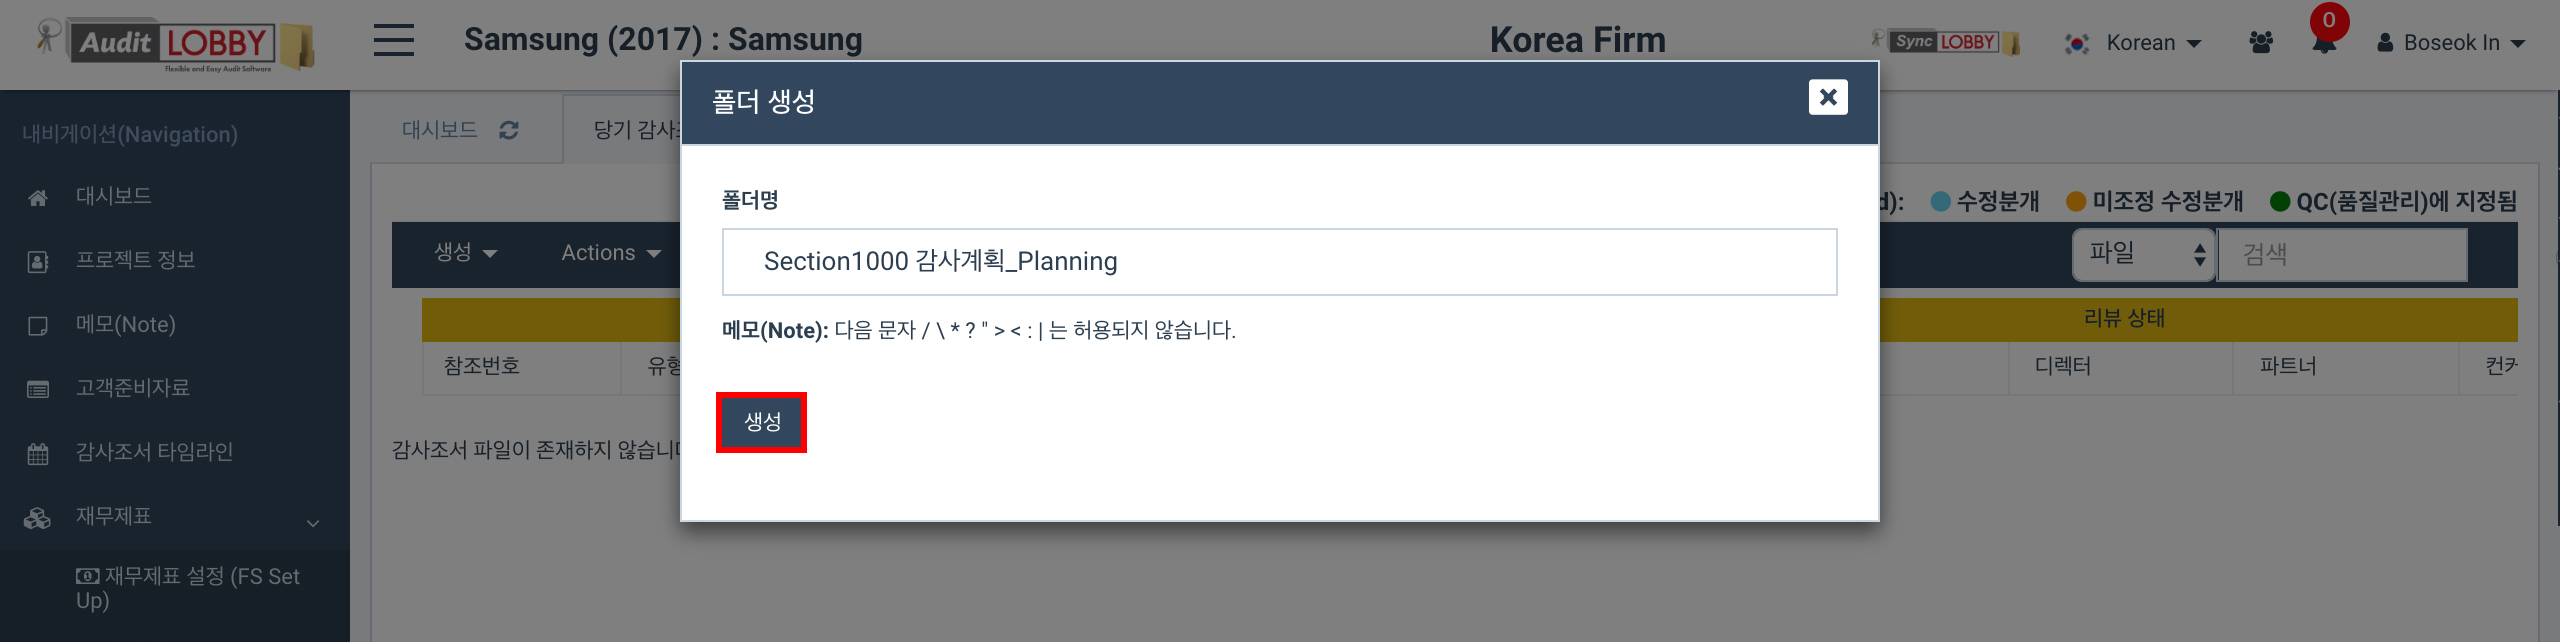 Audit LOBBY
Flexible and Easy Audit Software
Samsung (2017) : Samsung
Korea Firm
Sync LOBBY
Korean
0
Boseok In
내비게이션(Navigation)
대시보드
프로젝트 정보
메모(Note)
고객준비자료
감사조서 타임라인
재무제표
재무제표 설정 (FS Set
Up)
대시보드
당기 감사
d):
수정분개
미조정 수정분개
QC(품질관리)에 지정됨
생성
Actions
파일
검색
리뷰 상태
참조번호
유형
디렉터
파트너
감사조서 파일이 존재하지 않습니다
폴더 생성
폴더명
Section1000 감사계획_Planning
메모(Note): 다음 문자 / \ * ? " > < : | 는 허용되지 않습니다.
생성